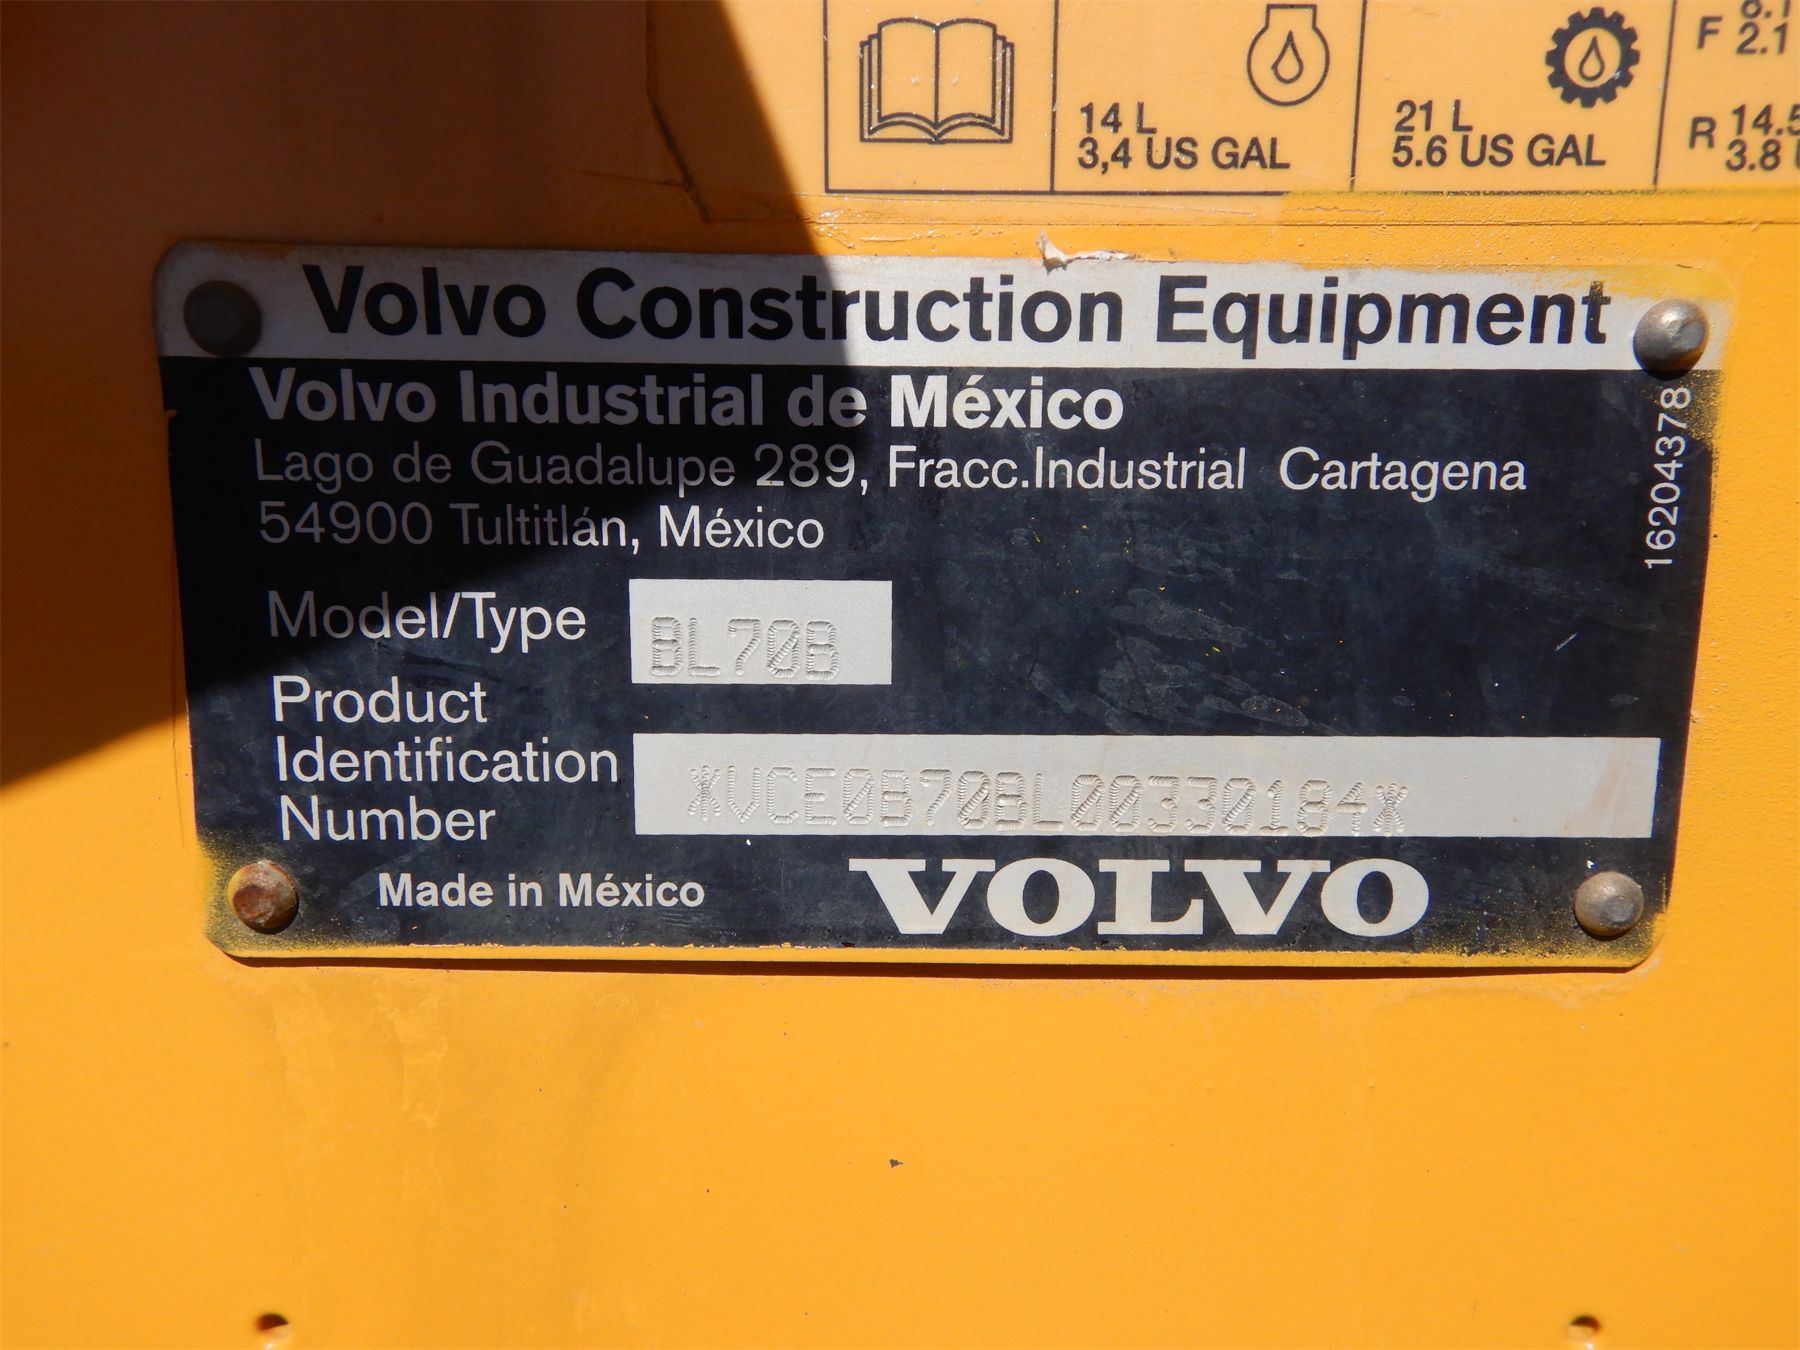 14 L
3,4 US GAL
21 L
5.6 US GAL
F 2.1
R 14.5
3.8
Volvo Construction Equipment
Volvo Industrial de México
Lago de Guadalupe 289, Fracc.Industrial Cartagena
54900 Tultitlán, México
16204378
Model/Type BL70B
Product
Identification
Number
XVCE0B70BL00330184X
Made in México
VOLVO